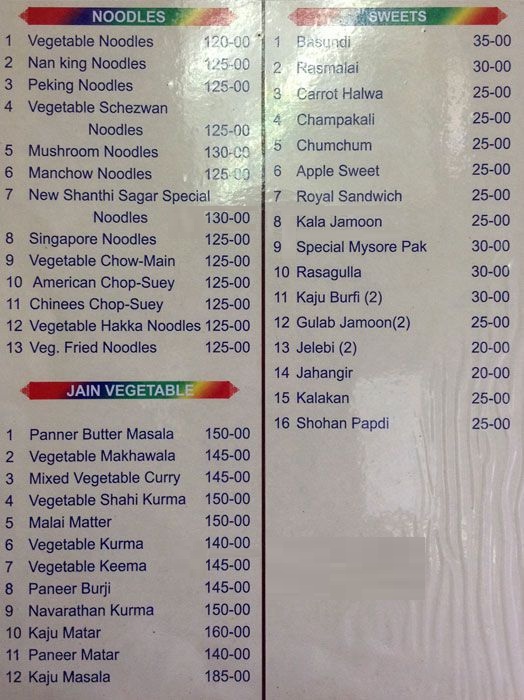 NOODLES
1 Vegetable Noodles 120-00
2 Nan king Noodles 125-00
3 Peking Noodles 125-00
4 Vegetable Schezwan
Noodles 125-00
5 Mushroom Noodles 130-00
6 Manchow Noodles 125-00
7 New Shanthi Sagar Special
Noodles 130-00
8 Singapore Noodles 125-00
9 Vegetable Chow-Main 125-00
10 American Chop-Suey 125-00
11 Chinees Chop-Suey 125-00
12 Vegetable Hakka Noodles 125-00
13 Veg. Fried Noodles 125-00
JAIN VEGETABLE
1 Panner Butter Masala 150-00
2 Vegetable Makhawala 145-00
3 Mixed Vegetable Curry 145-00
4 Vegetable Shahi Kurma 150-00
5 Malai Matter 150-00
6 Vegetable Kurma 140-00
7 Vegetable Keema 145-00
8 Paneer Burji 145-00
9 Navarathan Kurma 150-00
10 Kaju Matar 160-00
11 Paneer Matar 140-00
12 Kaju Masala 185-00
SWEETS
1 Basundi 35-00
2 Rasmalai 30-00
3 Carrot Halwa 25-00
4 Champakali 25-00
5 Chumchum 25-00
6 Apple Sweet 25-00
7 Royal Sandwich 25-00
8 Kala Jamoon 25-00
9 Special Mysore Pak 30-00
10 Rasagulla 30-00
11 Kaju Burfi (2) 30-00
12 Gulab Jamoon(2) 25-00
13 Jelebi (2) 20-00
14 Jahangir 20-00
15 Kalakan 25-00
16 Shohan Papdi 25-00